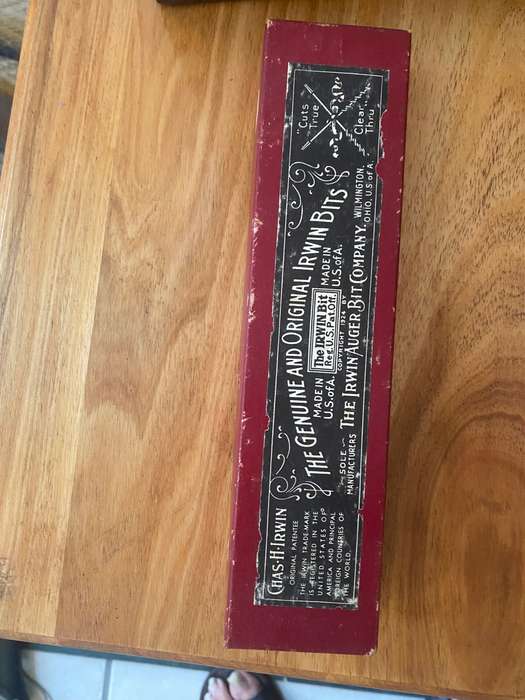 CHAS·H·IRWIN
ORIGINAL PATENTEE
THE IRWIN TRADE-MARK
IS REGISTERED IN THE
UNITED STATES OF
AMERICA AND PRINCIPAL
FOREIGN COUNTRIES OF
THE WORLD.
THE GENUINE AND ORIGINAL IRWIN BITS
MADE IN
U.S. of A.
The IRWIN Bit
Reg. U.S. Pat. Off.
MADE IN
U.S. of A.
COPYRIGHT 1924 BY
SOLE
MANUFACTURERS
THE IRWIN AUGER BIT COMPANY,
WILMINGTON,
OHIO, U.S. of A.
"Cuts
True
Clear
Thru"